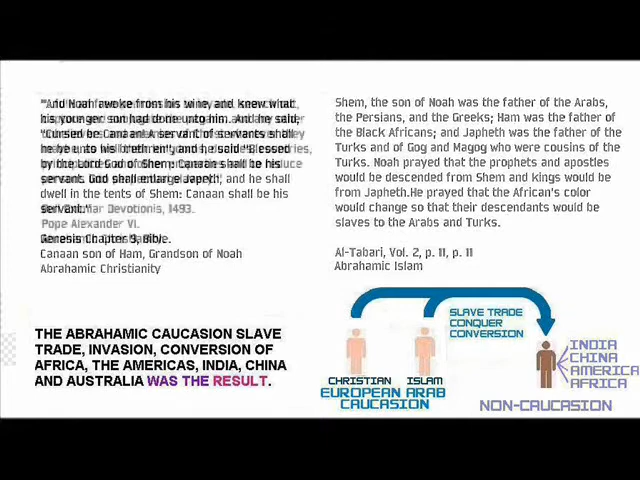 "And Noah awoke from his wine, and knew what
his younger son had done unto him. And he said,
"Cursed be Canaan! A servant of servants shall
he be unto his brethren", and he said "Blessed
by the Lord God of Shem: Canaan shall be his
servant. God shall enlarge Japeth", and he shall
dwell in the tents of Shem: Canaan shall be his
servant."
Devotionis, 1493.
Pope Alexander VI.
Genesis Chapter 9, Bible.
Canaan son of Ham, Grandson of Noah
Abrahamic Christianity
Shem, the son of Noah was the father of the Arabs,
the Persians, and the Greeks; Ham was the father of
the Black Africans; and Japheth was the father of
the Turks and of Gog and Magog who were cousins of the
Turks. Noah prayed that the prophets and apostles
would be descended from Shem and kings would be
from Japheth.He prayed that the African's color
would change so that their descendants would be
slaves to the Arabs and Turks.
Al-Tabari, Vol. 2, p. 11, p. 11
Abrahamic Islam
THE ABRAHAMIC CAUCASION SLAVE
TRADE, INVASION, CONVERSION OF
AFRICA, THE AMERICAS, INDIA, CHINA
AND AUSTRALIA WAS THE RESULT.
SLAVE TRADE
CONQUER
CONVERSION
CHRISTIAN ISLAM
EUROPEAN ARAB
CAUCASION
INDIA
CHINA
AMERICA
AFRICA
NON-CAUCASION